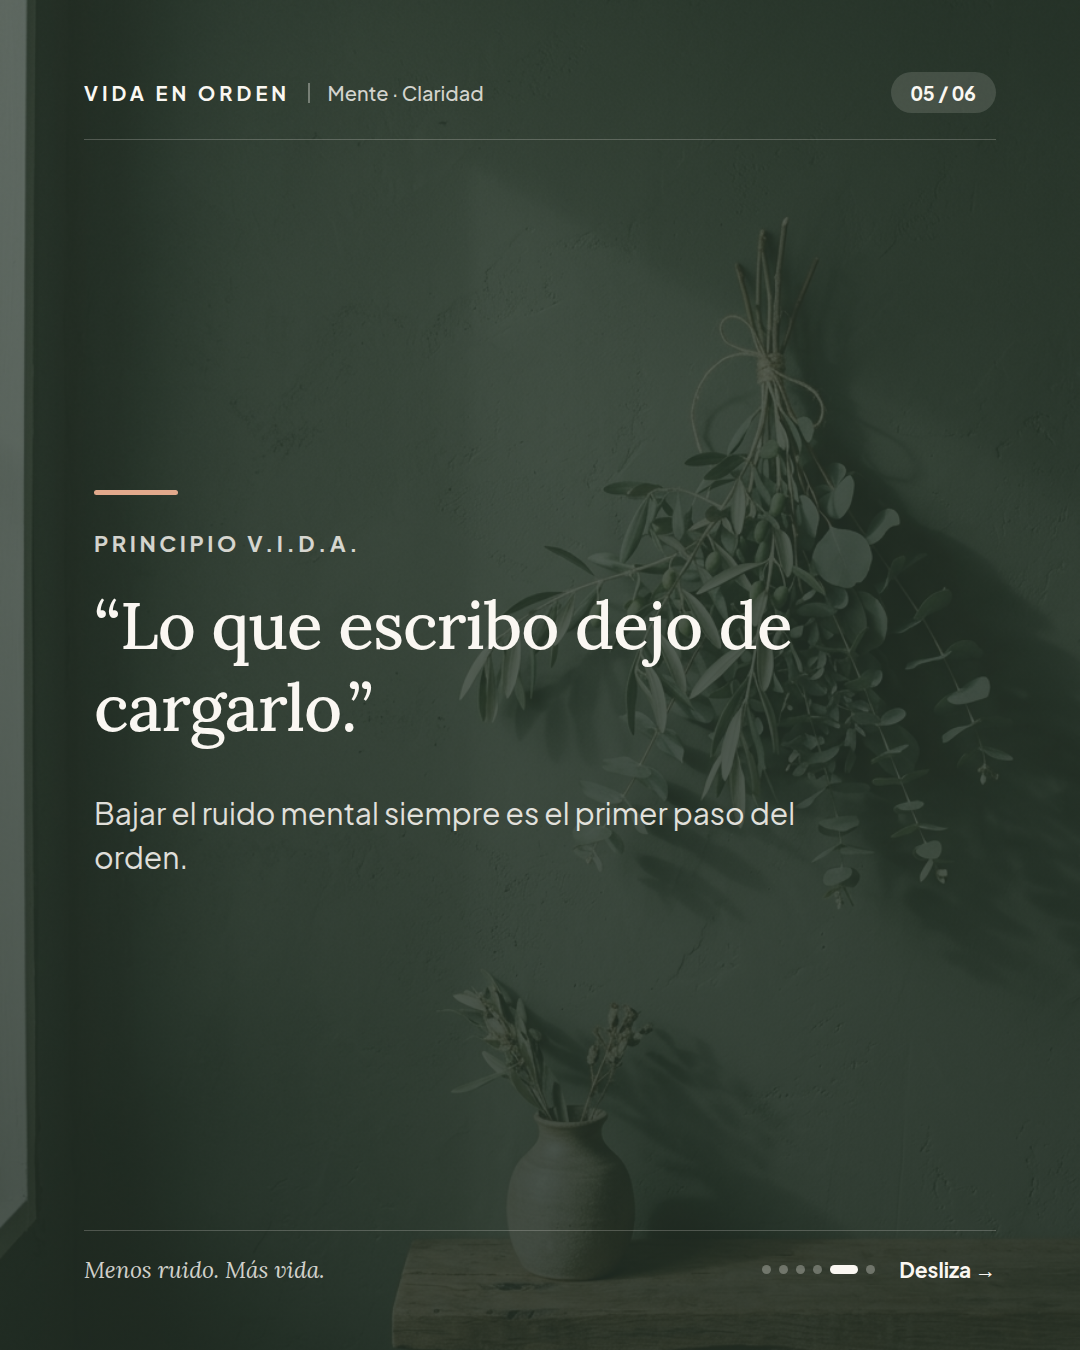 VIDA EN ORDEN | Mente · Claridad
05 / 06
PRINCIPIO V.I.D.A.
“Lo que escribo dejo de
cargarlo.”
Bajar el ruido mental siempre es el primer paso del
orden.
Menos ruido. Más vida.
Desliza →